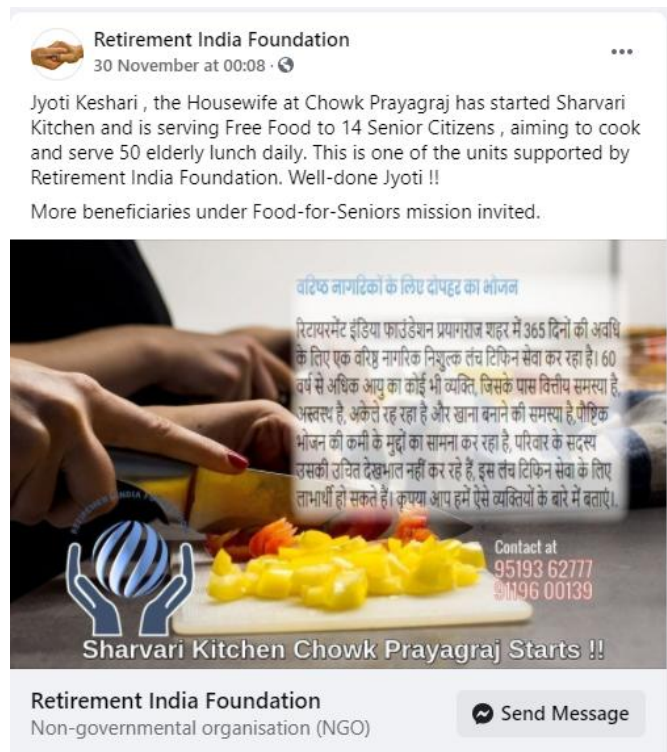 Retirement India Foundation
30 November at 00:08 ·
Jyoti Keshari , the Housewife at Chowk Prayagraj has started Sharvari
Kitchen and is serving Free Food to 14 Senior Citizens , aiming to cook
and serve 50 elderly lunch daily. This is one of the units supported by
Retirement India Foundation. Well-done Jyoti !!
More beneficiaries under Food-for-Seniors mission invited.
वरिष्ठ नागरिकों के लिए दोपहर का भोजन
रिटायरमेंट इंडिया फाउंडेशन प्रयागराज शहर में 365 दिनों की अवधि
के लिए एक वरिष्ठ नागरिक निशुल्क लंच टिफिन सेवा कर रहा है। 60
वर्ष से अधिक आयु का कोई भी व्यक्ति, जिसके पास वित्तीय समस्या है,
अस्वस्थ है, अकेले रह रहा है और खाना बनाने की समस्या है,पौष्टिक
भोजन की कमी के मुद्दों का सामना कर रहा है, परिवार के सदस्य
उसकी उचित देखभाल नहीं कर रहे हैं, इस लंच टिफिन सेवा के लिए
लाभार्थी हो सकते हैं। कृपया आप हमें ऐसे व्यक्तियों के बारे में बताएं।.
Contact at
95193 62777
91196 00139
Sharvari Kitchen Chowk Prayagraj Starts !!
Retirement India Foundation
Non-governmental organisation (NGO)
Send Message